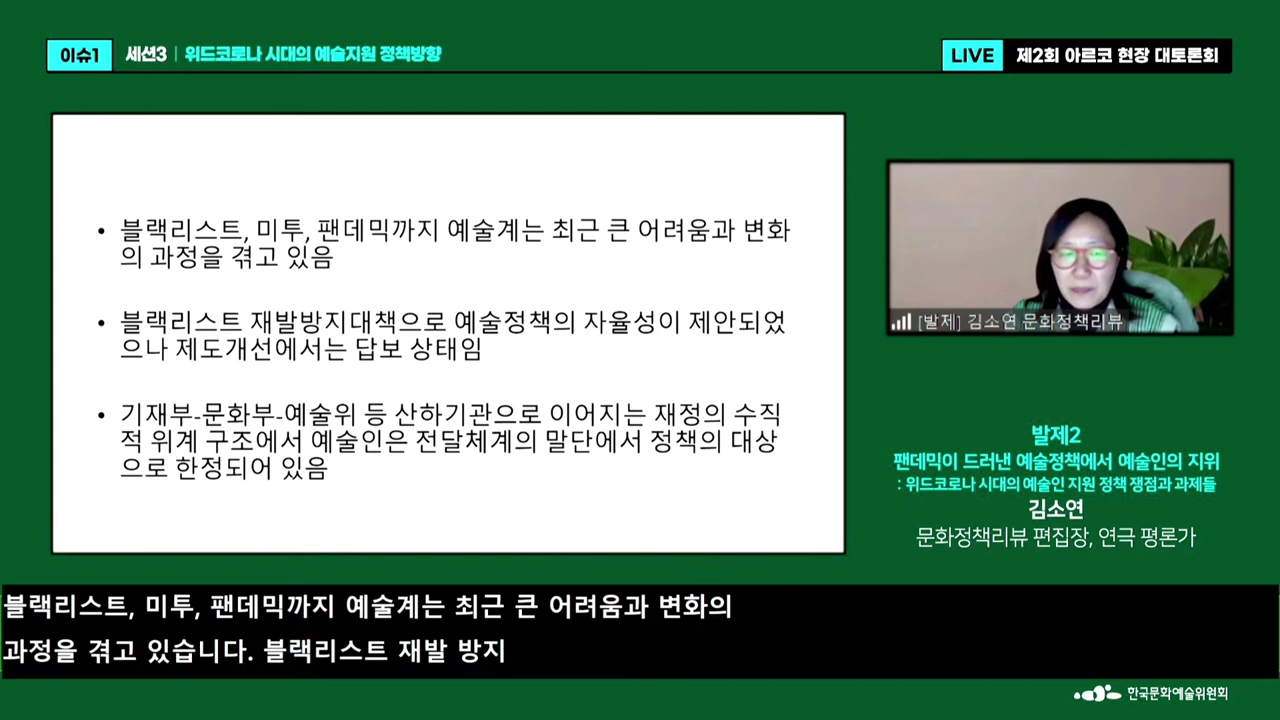 이슈1 세션3 | 위드코로나 시대의 예술지원 정책방향
LIVE 제2회 아르코 현장 대토론회
• 블랙리스트, 미투, 팬데믹까지 예술계는 최근 큰 어려움과 변화
의 과정을 겪고 있음
• 블랙리스트 재발방지대책으로 예술정책의 자율성이 제안되었
으나 제도개선에서는 답보 상태임
• 기재부-문화부-예술위 등 산하기관으로 이어지는 재정의 수직
적 위계 구조에서 예술인은 전달체계의 말단에서 정책의 대상
으로 한정되어 있음
[발제] 김소연 문화정책리뷰
발제2
팬데믹이 드러낸 예술정책에서 예술인의 지위
: 위드코로나 시대의 예술인 지원 정책 쟁점과 과제들
김소연
문화정책리뷰 편집장, 연극 평론가
블랙리스트, 미투, 팬데믹까지 예술계는 최근 큰 어려움과 변화의
과정을 겪고 있습니다. 블랙리스트 재발 방지
한국문화예술위원회